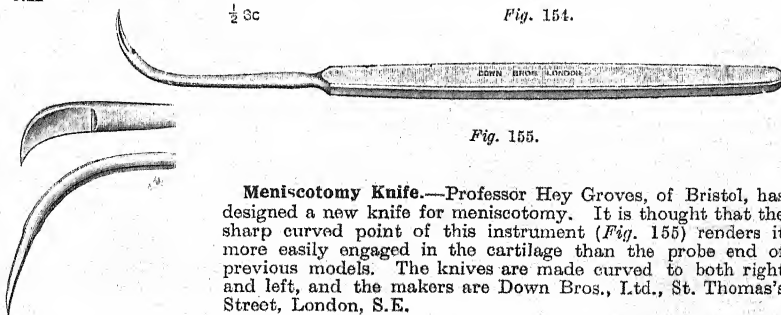 ½ Sc
Fig. 154.
DOWN BROS. LONDON
Fig. 155.
Meniscotomy Knife.—Professor Hey Groves, of Bristol, has
designed a new knife for meniscotomy. It is thought that the
sharp curved point of this instrument (Fig. 155) renders it
more easily engaged in the cartilage than the probe end of
previous models. The knives are made curved to both right
and left, and the makers are Down Bros., Ltd., St. Thomas's
Street, London, S.E.